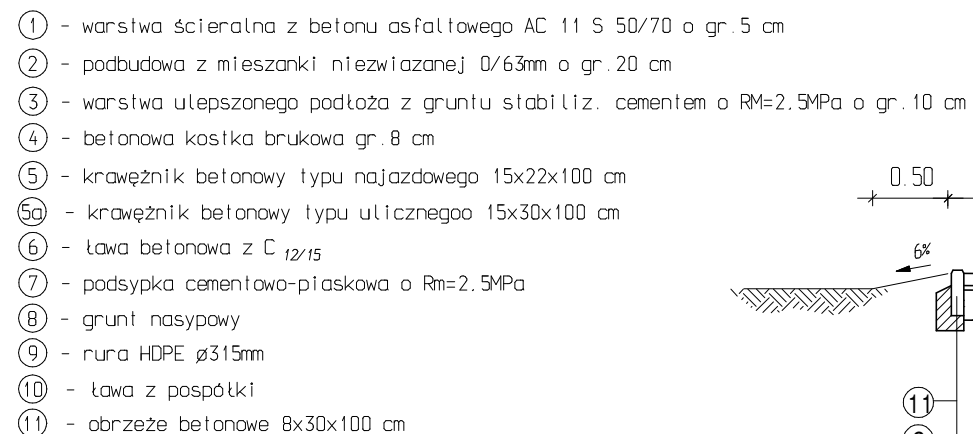 1 - warstwa ścieralna z betonu asfaltowego AC 11 S 50/70 o gr.5 cm
2 - podbudowa z mieszanki niezwiazanej 0/63mm o gr.20 cm
3 - warstwa ulepszonego podłoża z gruntu stabiliz. cementem o RM=2,5MPa o gr.10 cm
4 - betonowa kostka brukowa gr.8 cm
5 - krawężnik betonowy typu najazdowego 15x22x100 cm
0.50
5a - krawężnik betonowy typu ulicznegoo 15x30x100 cm
6 - ława betonowa z C 12/15
6%
7 - podsypka cementowo-piaskowa o Rm=2,5MPa
8 - grunt nasypowy
9 - rura HDPE ø315mm
10 - ława z pospółki
11
11 - obrzeże betonowe 8x30x100 cm